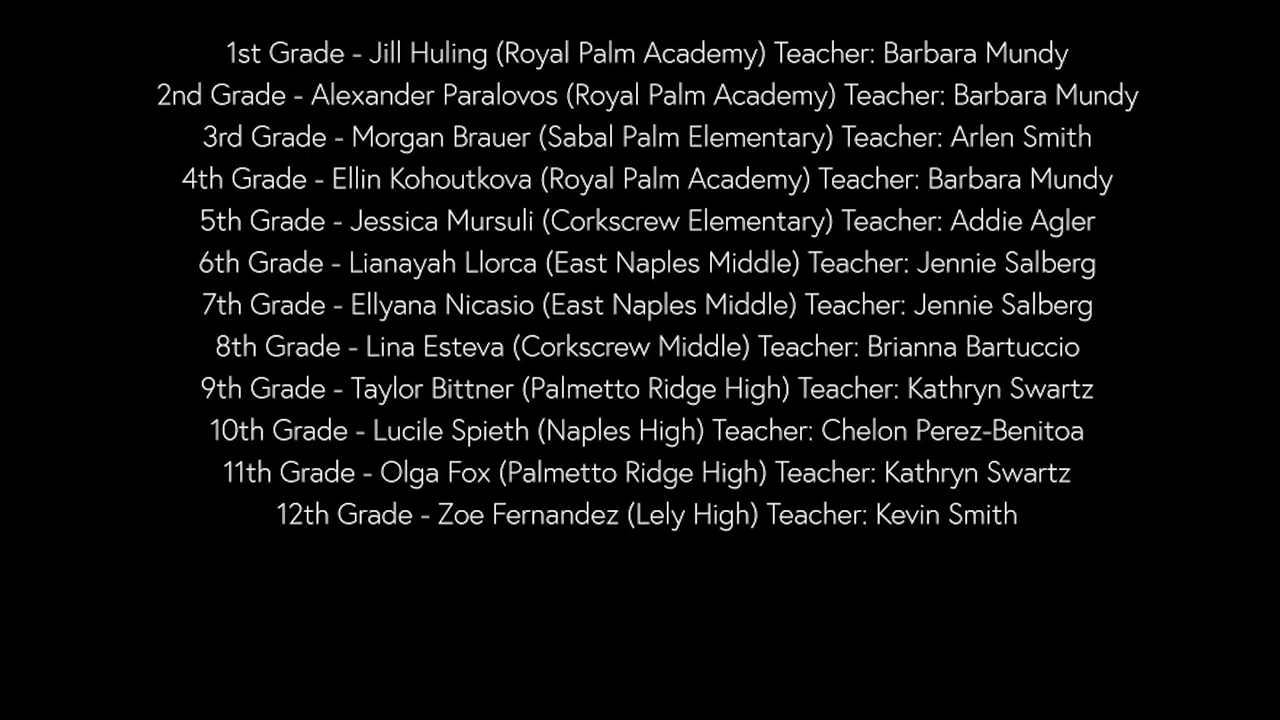 1st Grade - Jill Huling (Royal Palm Academy) Teacher: Barbara Mundy
2nd Grade - Alexander Paralovos (Royal Palm Academy) Teacher: Barbara Mundy
3rd Grade - Morgan Brauer (Sabal Palm Elementary) Teacher: Arlen Smith
4th Grade - Ellin Kohoutkova (Royal Palm Academy) Teacher: Barbara Mundy
5th Grade - Jessica Mursuli (Corkscrew Elementary) Teacher: Addie Agler
6th Grade - Lianayah Llorca (East Naples Middle) Teacher: Jennie Salberg
7th Grade - Ellyana Nicasio (East Naples Middle) Teacher: Jennie Salberg
8th Grade - Lina Esteva (Corkscrew Middle) Teacher: Brianna Bartuccio
9th Grade - Taylor Bittner (Palmetto Ridge High) Teacher: Kathryn Swartz
10th Grade - Lucile Spieth (Naples High) Teacher: Chelon Perez-Benitoa
11th Grade - Olga Fox (Palmetto Ridge High) Teacher: Kathryn Swartz
12th Grade - Zoe Fernandez (Lely High) Teacher: Kevin Smith